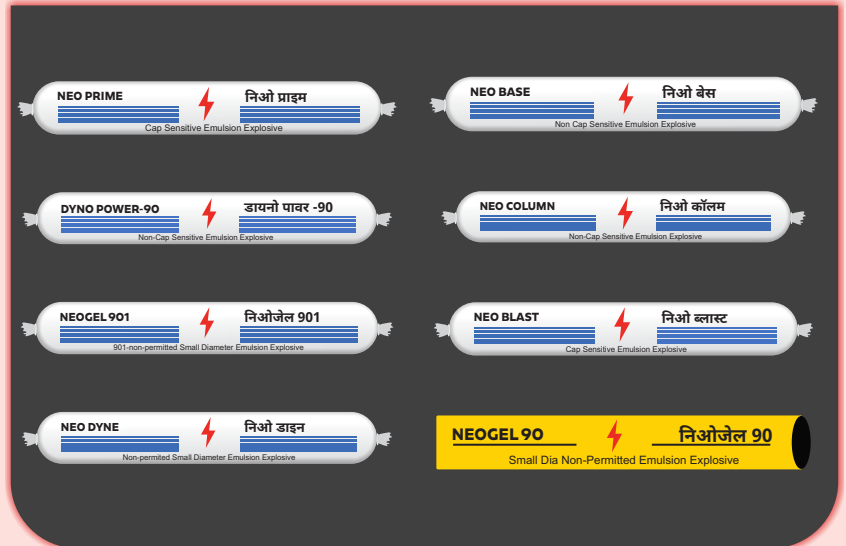 NEO PRIME निओ प्राइम
Cap Sensitive Emulsion Explosive
NEO BASE निओ बेस
Non Cap Sensitive Emulsion Explosive
DYNO POWER-90 डायनो पावर -90
Non-Cap Sensitive Emulsion Explosive
NEO COLUMN निओ कॉलम
Non-Cap Sensitive Emulsion Explosive
NEOGEL 901 निओजेल 901
901-non-permitted Small Diameter Emulsion Explosive
NEO BLAST निओ ब्लास्ट
Cap Sensitive Emulsion Explosive
NEO DYNE निओ डाइन
Non-permited Small Diameter Emulsion Explosive
NEOGEL 90 निओजेल 90
Small Dia Non-Permitted Emulsion Explosive